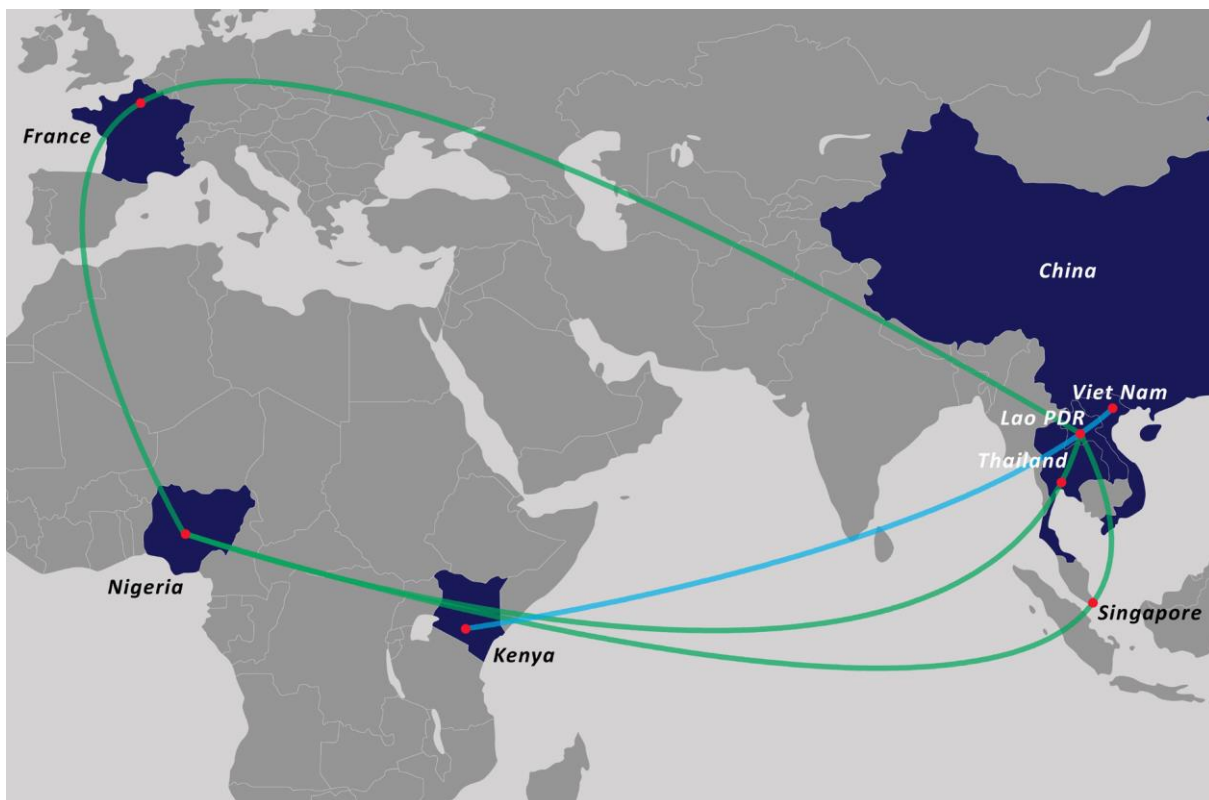 France
China
Viet Nam
Lao PDR
Thailand
Nigeria
Singapore
Kenya